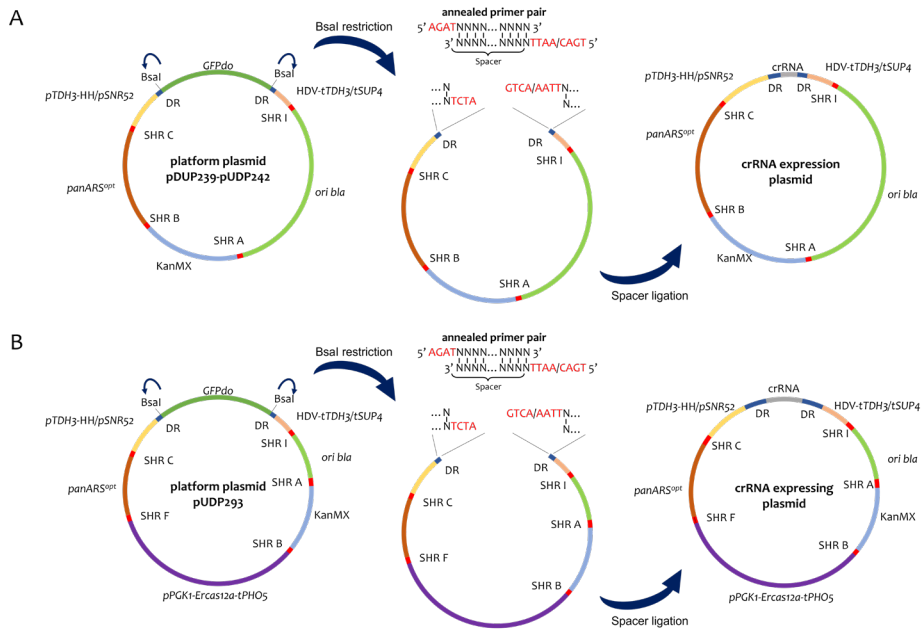 A
BsaI restriction
annealed primer pair
5’ AGATNNNN... NNNN 3’
3’ NNNN... NNNNTTAA/CAGT 5’
Spacer
BsaI
GFPdo
BsaI
pTDH3-HH/pSNR52
HDV-tTDH3/tSUP4
DR
DR
SHR I
SHR C
platform plasmid
pDUP239-pUDP242
panARSopt
ori bla
SHR B
SHR A
KanMX
... N
... NTCTA
GTCA/AATTN
N...
DR
DR
SHR I
SHR C
SHR B
SHR A
Spacer ligation
crRNA
pTDH3-HH/pSNR52
HDV-tTDH3/tSUP4
DR
DR
SHR I
SHR C
panARSopt
crRNA expression
plasmid
ori bla
SHR B
SHR A
KanMX
B
BsaI restriction
annealed primer pair
5’ AGATNNNN... NNNN 3’
3’ NNNN... NNNNTTAA/CAGT 5’
Spacer
BsaI
GFPdo
BsaI
pTDH3-HH/pSNR52
HDV-tTDH3/tSUP4
DR
DR
SHR I
SHR C
ori bla
panARSopt
platform plasmid
pUDP293
SHR A
SHR F
KanMX
SHR B
pPGK1-Ercas12a-tPHO5
... N
... NTCTA
GTCA/AATTN
N...
DR
DR
SHR I
SHR C
SHR A
SHR F
SHR B
Spacer ligation
crRNA
pTDH3-HH/pSNR52
HDV-tTDH3/tSUP4
DR
DR
SHR I
SHR C
ori bla
panARSopt
crRNA expressing
plasmid
SHR A
SHR F
KanMX
SHR B
pPGK1-Ercas12a-tPHO5